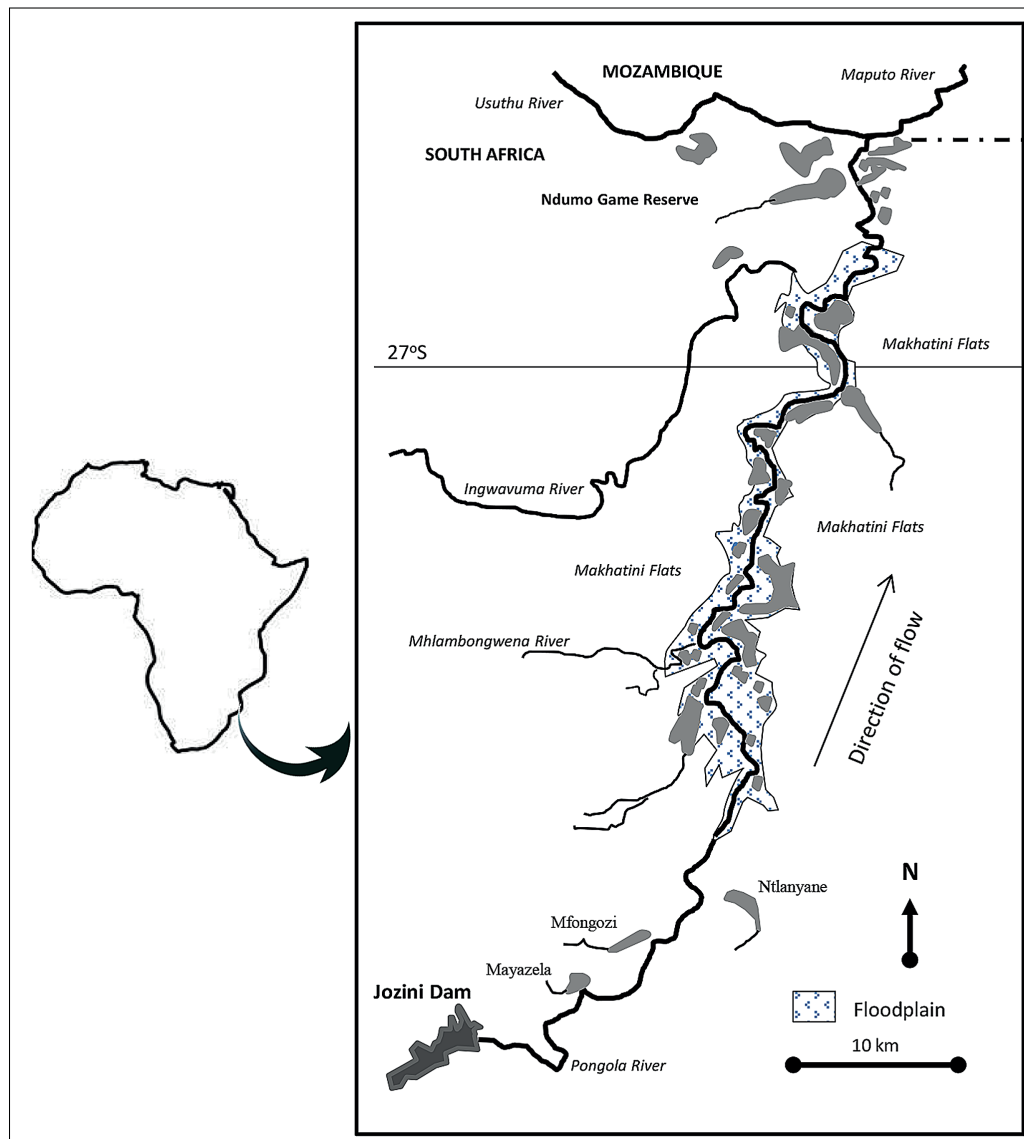 MOZAMBIQUE
Maputo River
Usuthu River
SOUTH AFRICA
Ndumo Game Reserve
Makhatini Flats
27ºS
Ingwavuma River
Makhatini Flats
Makhatini Flats
Mhlambongwena River
Direction of flow
N
Ntlanyane
Mfongozi
Mayazela
Jozini Dam
Floodplain
10 km
Pongola River